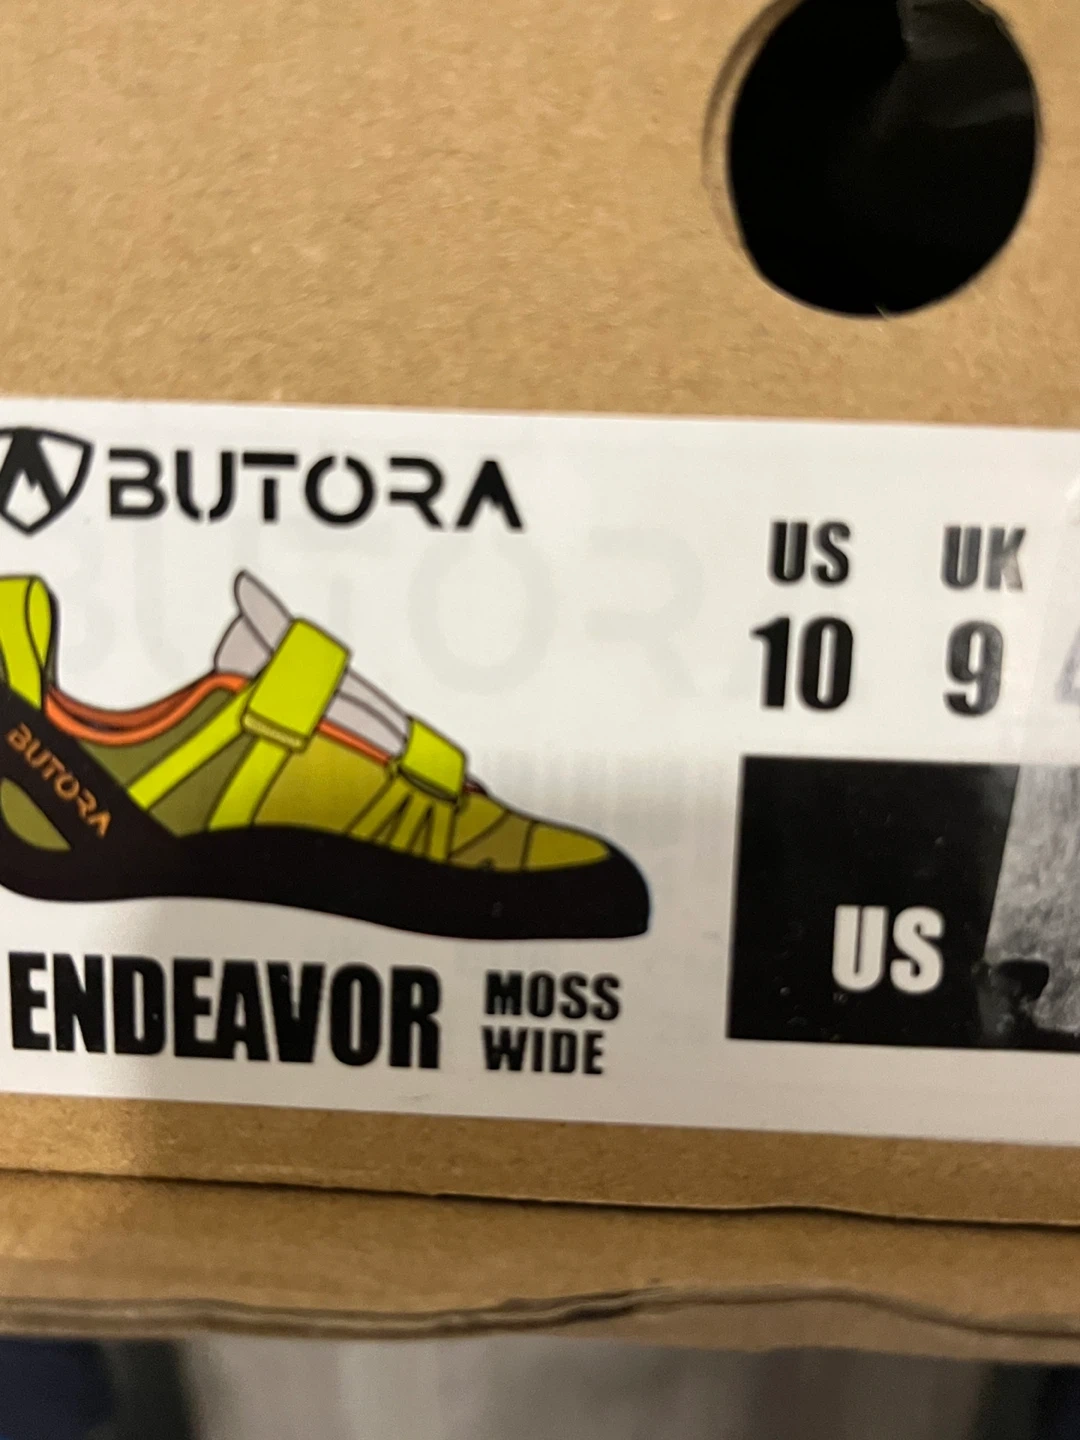 BUTORA
US UK
10 9
BUTORA
US
ENDEAVOR MOSS
WIDE